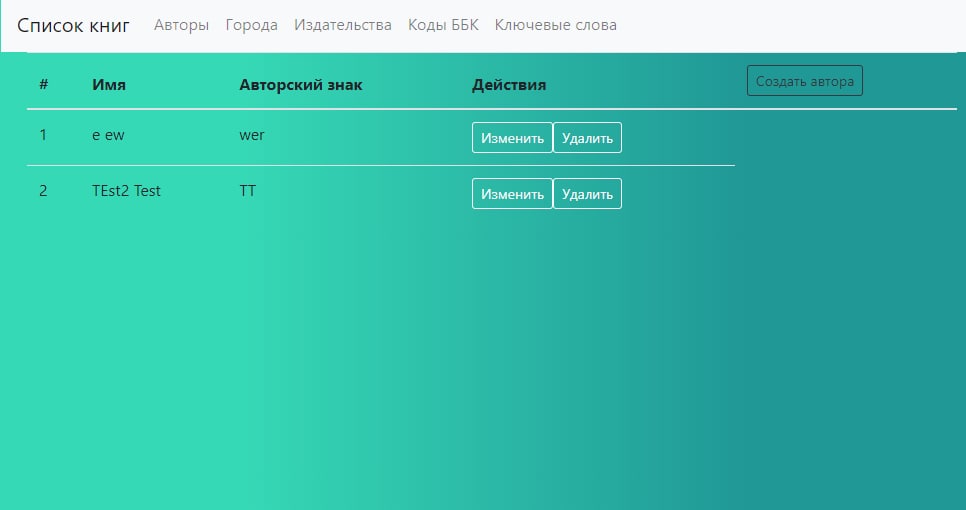 Список книг Авторы Города Издательства Коды ББК Ключевые слова
# Имя Авторский знак Действия Создать автора
1 e ew wer Изменить Удалить
2 TEst2 Test TT Изменить Удалить